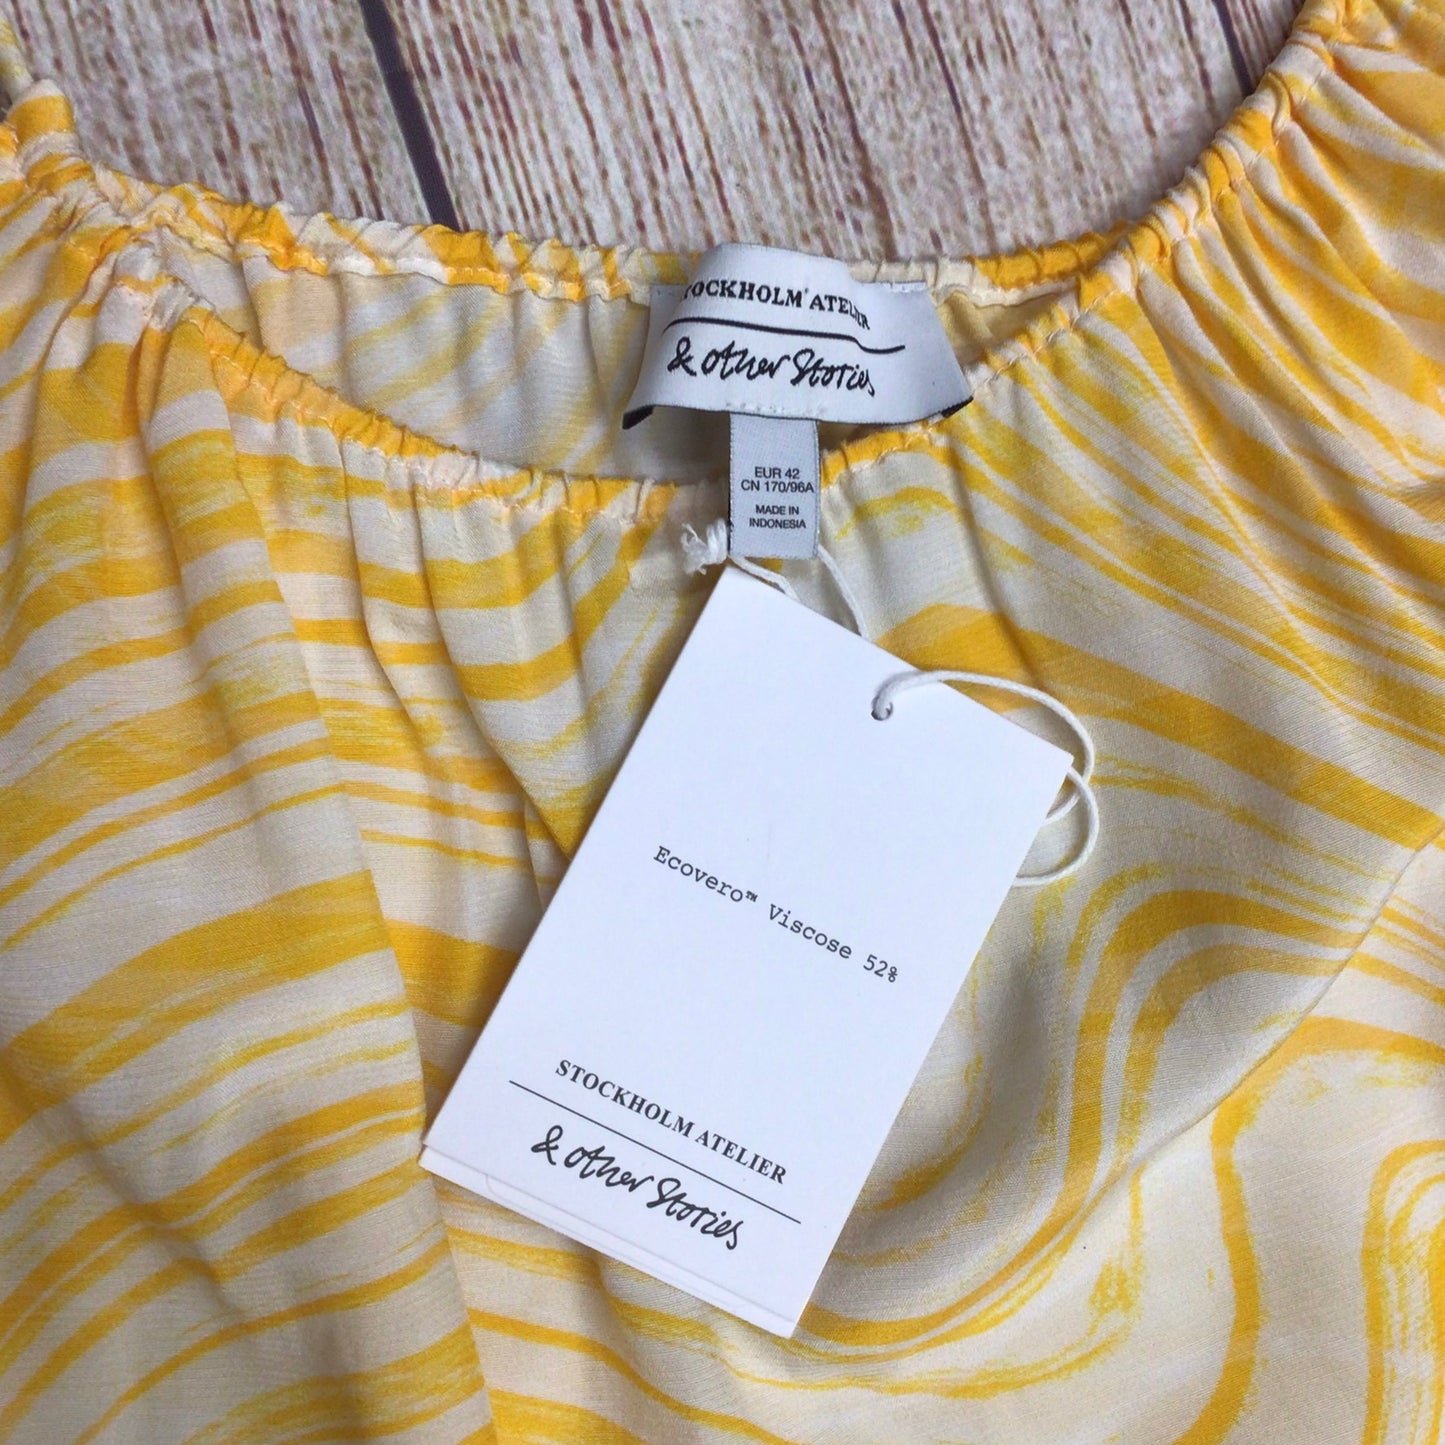 STOCKHOLM ATELIER
& other Stories
EUR 42
CN 170/96A
MADE IN
INDONESIA
Ecovero™ Viscose 52%
STOCKHOLM ATELIER
& other Stories